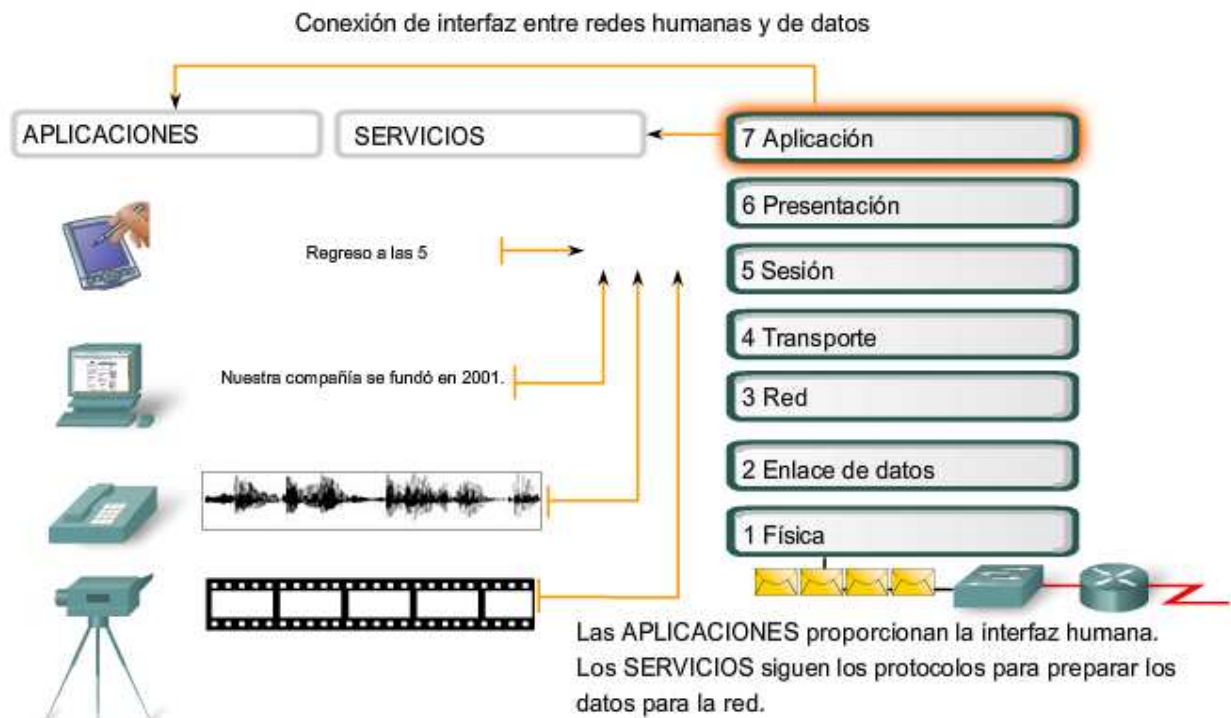 Conexión de interfaz entre redes humanas y de datos
APLICACIONES
SERVICIOS
7 Aplicación
6 Presentación
Regreso a las 5
5 Sesión
4 Transporte
Nuestra compañía se fundó en 2001.
3 Red
2 Enlace de datos
1 Física
Las APLICACIONES proporcionan la interfaz humana.
Los SERVICIOS siguen los protocolos para preparar los
datos para la red.